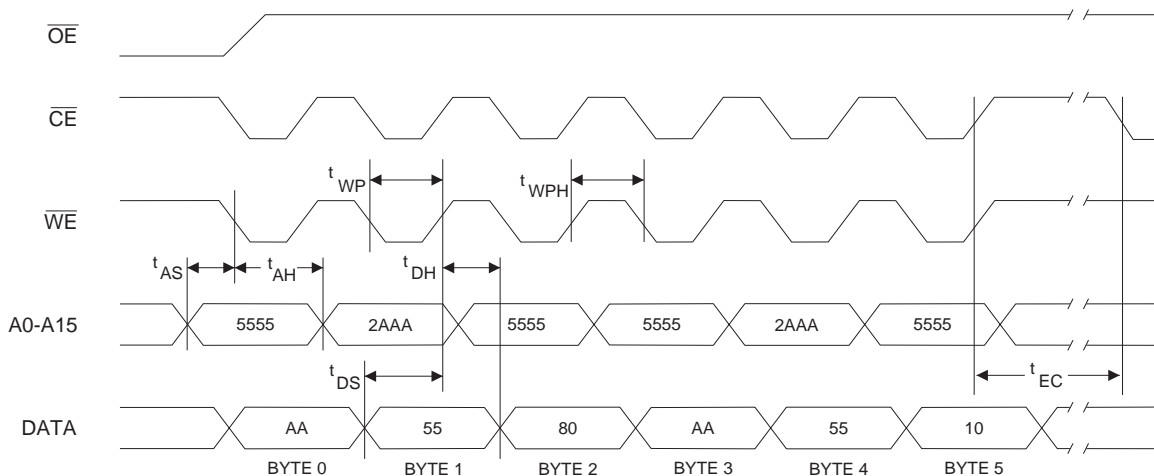 OE
CE
t WP
t WPH
WE
t AS
t AH
t DH
A0-A15 5555 2AAA 5555 5555 2AAA 5555
t DS
t EC
DATA AA 55 80 AA 55 10
BYTE 0 BYTE 1 BYTE 2 BYTE 3 BYTE 4 BYTE 5